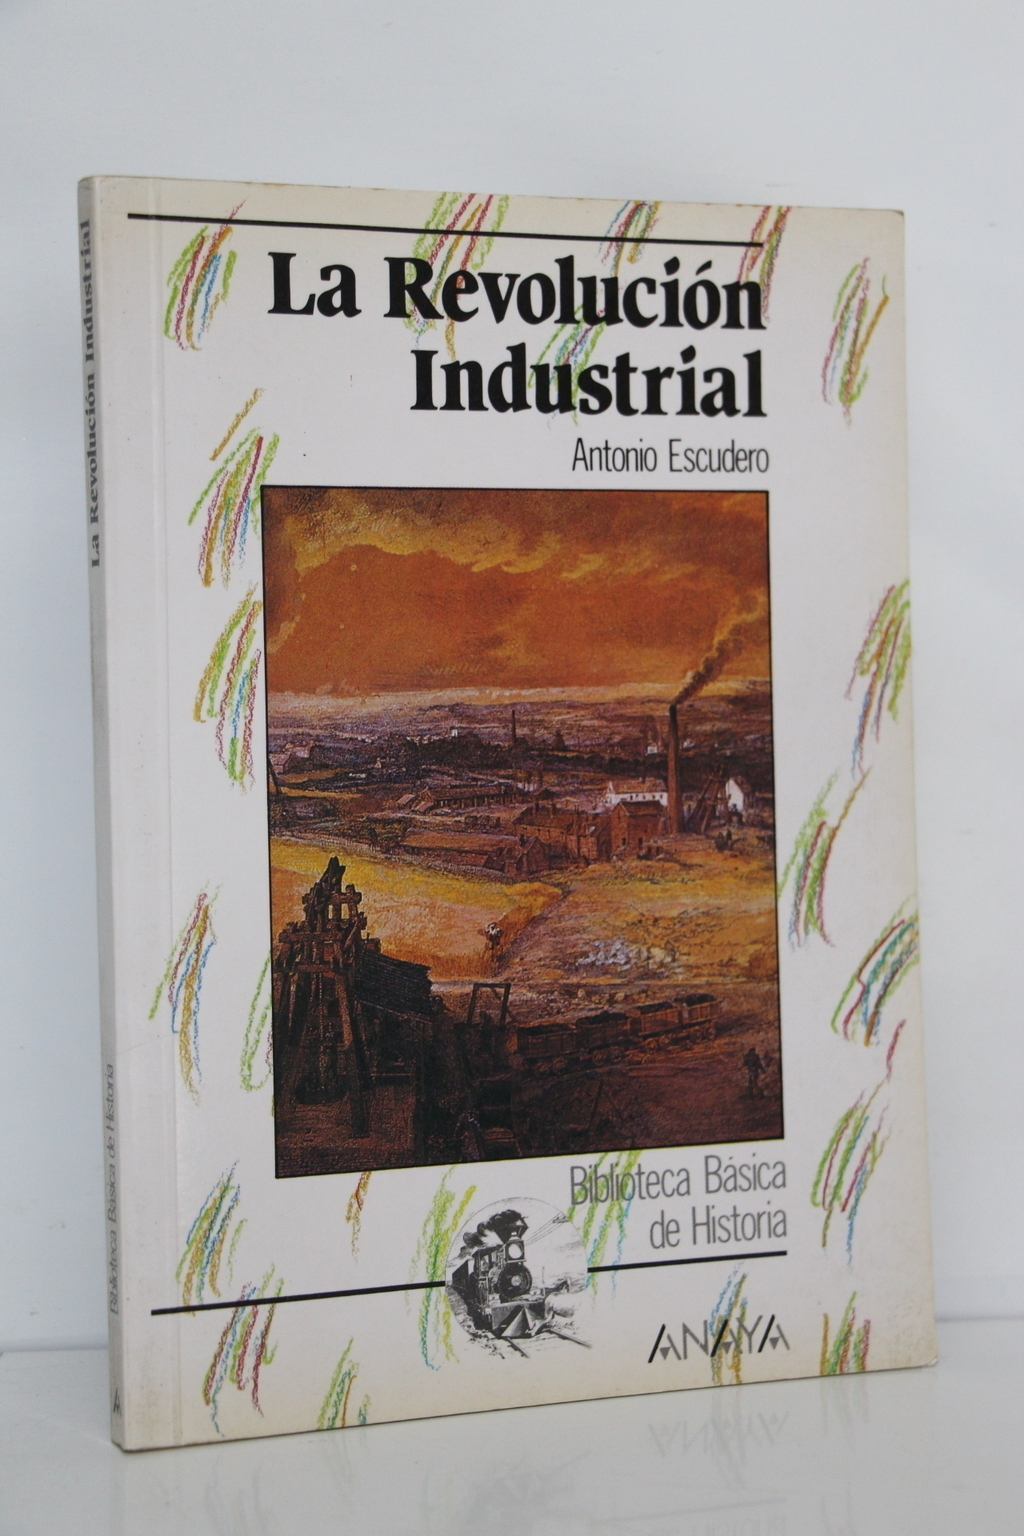 La Revolución
Industrial
Antonio Escudero
Biblioteca Básica
de Historia
ANAYA
La Revolución Industrial
Biblioteca Básica de Historia